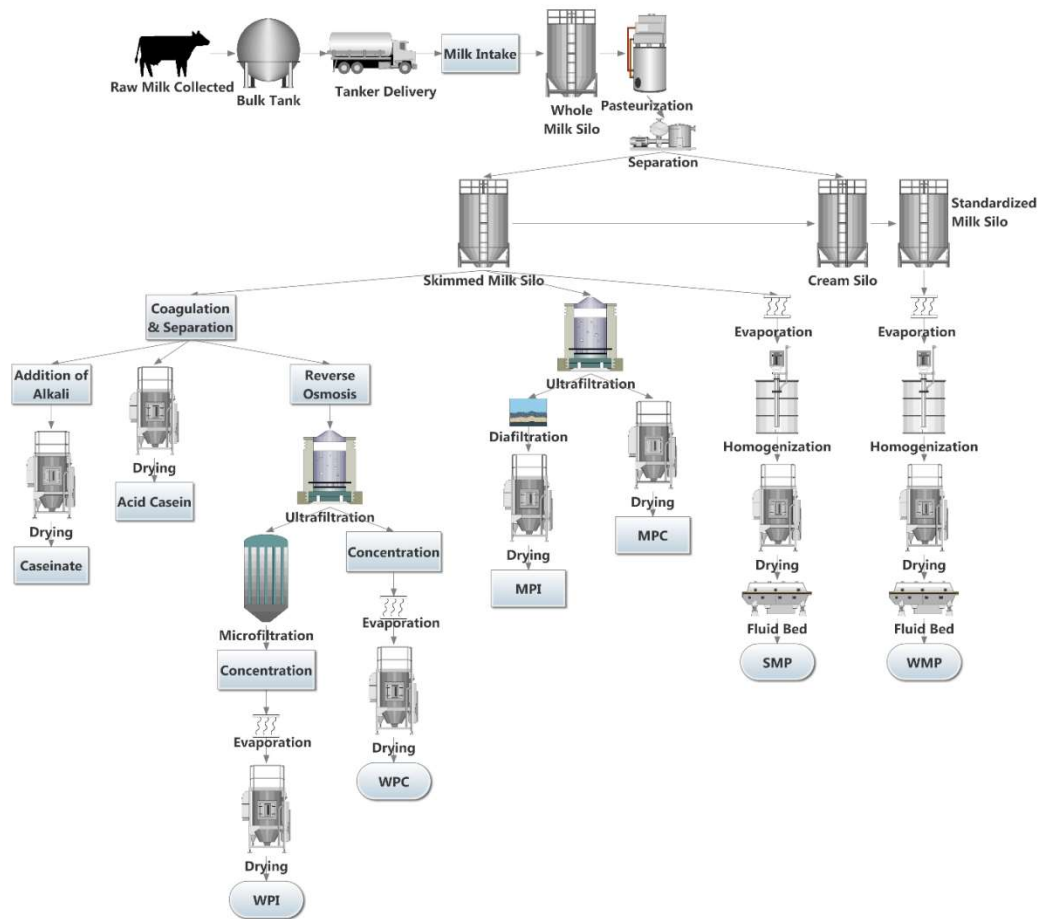 Raw Milk Collected
Bulk Tank
Tanker Delivery
Milk Intake
Whole
Milk Silo
Pasteurization
Separation
Skimmed Milk Silo
Cream Silo
Standardized
Milk Silo
Coagulation
& Separation
Ultrafiltration
Evaporation
Evaporation
Addition of
Alkali
Drying
Reverse
Osmosis
Diafiltration
Homogenization
Homogenization
Drying
Acid Casein
Ultrafiltration
Drying
Drying
MPC
Drying
Drying
Caseinate
Concentration
MPI
Fluid Bed
Fluid Bed
Microfiltration
Evaporation
SMP
WMP
Concentration
Evaporation
Drying
WPC
Drying
WPI